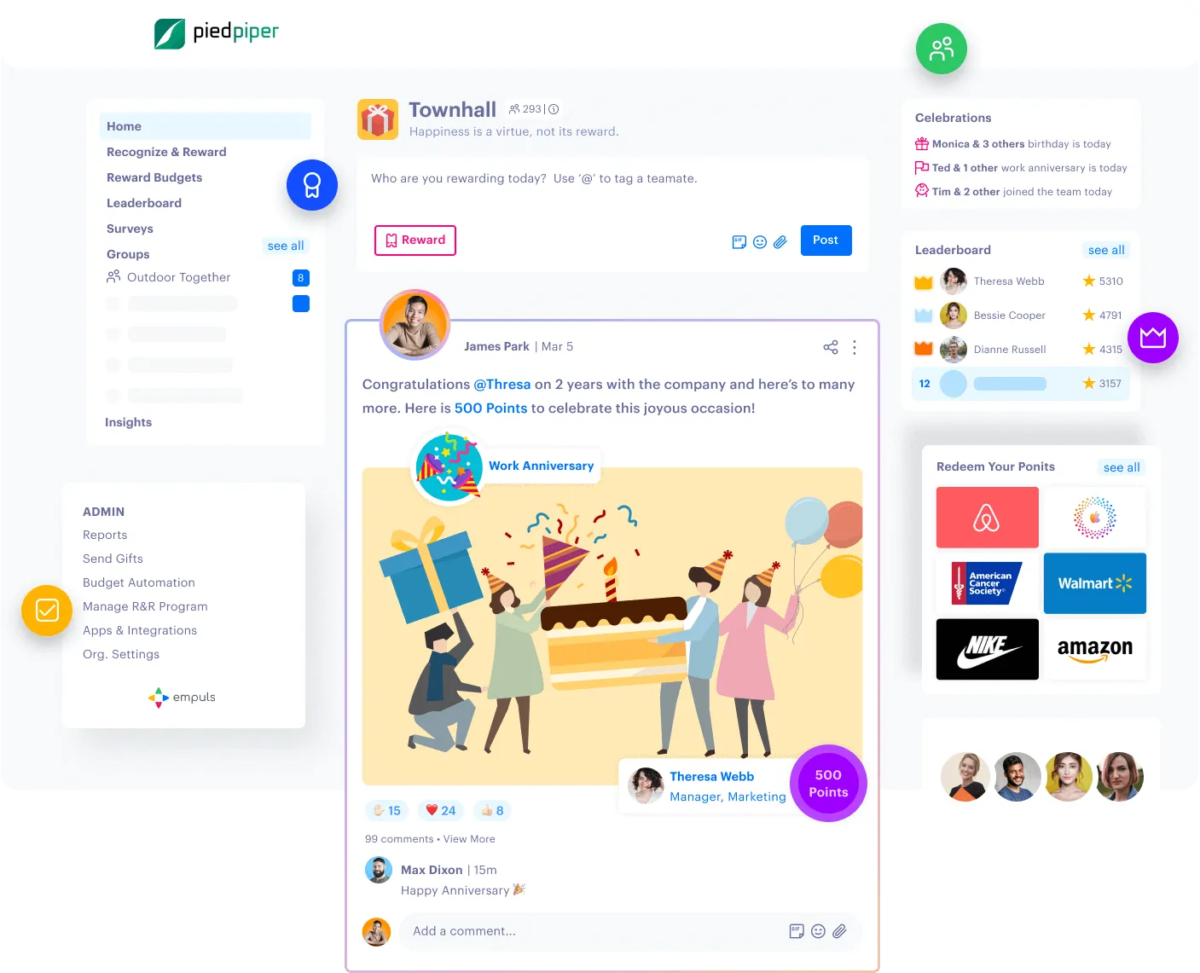 piedpiper
Home
Recognize & Reward
Reward Budgets
Leaderboard
Surveys
Groups
see all
Outdoor Together
8
Insights
ADMIN
Reports
Send Gifts
Budget Automation
Manage R&R Program
Apps & Integrations
Org. Settings
empuls
Townhall
293|
Happiness is a virtue, not its reward.
Who are you rewarding today? Use ‘@’ to tag a teamate.
Reward
GIF
Post
James Park | Mar 5
Congratulations @Thresa on 2 years with the company and here’s to many
more. Here is 500 Points to celebrate this joyous occasion!
Work Anniversary
Theresa Webb
Manager, Marketing
500
Points
15
24
8
99 comments • View More
Max Dixon | 15m
Happy Anniversary
Add a comment...
GIF
Celebrations
Monica & 3 others birthday is today
Ted & 1 other work anniversary is today
Tim & 2 other joined the team today
Leaderboard
see all
Theresa Webb
5310
Bessie Cooper
4791
Dianne Russell
4315
12
3157
Redeem Your Ponits
see all
American
Cancer
Society®
Walmart
NIKE
amazon